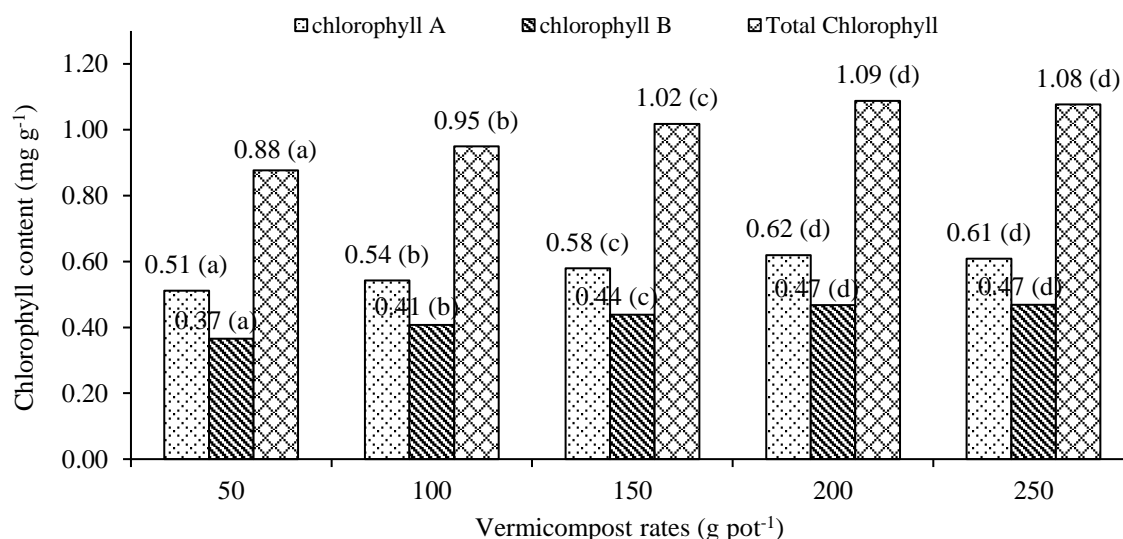 chlorophyll A chlorophyll B Total Chlorophyll
Chlorophyll content (mg g⁻¹)
1.20
1.00
0.80
0.60
0.40
0.20
0.00
0.51 (a)
0.37 (a)
0.88 (a)
0.54 (b)
0.41 (b)
0.95 (b)
0.58 (c)
0.44 (c)
1.02 (c)
0.62 (d)
0.47 (d)
1.09 (d)
0.61 (d)
0.47 (d)
1.08 (d)
50 100 150 200 250
Vermicompost rates (g pot⁻¹)